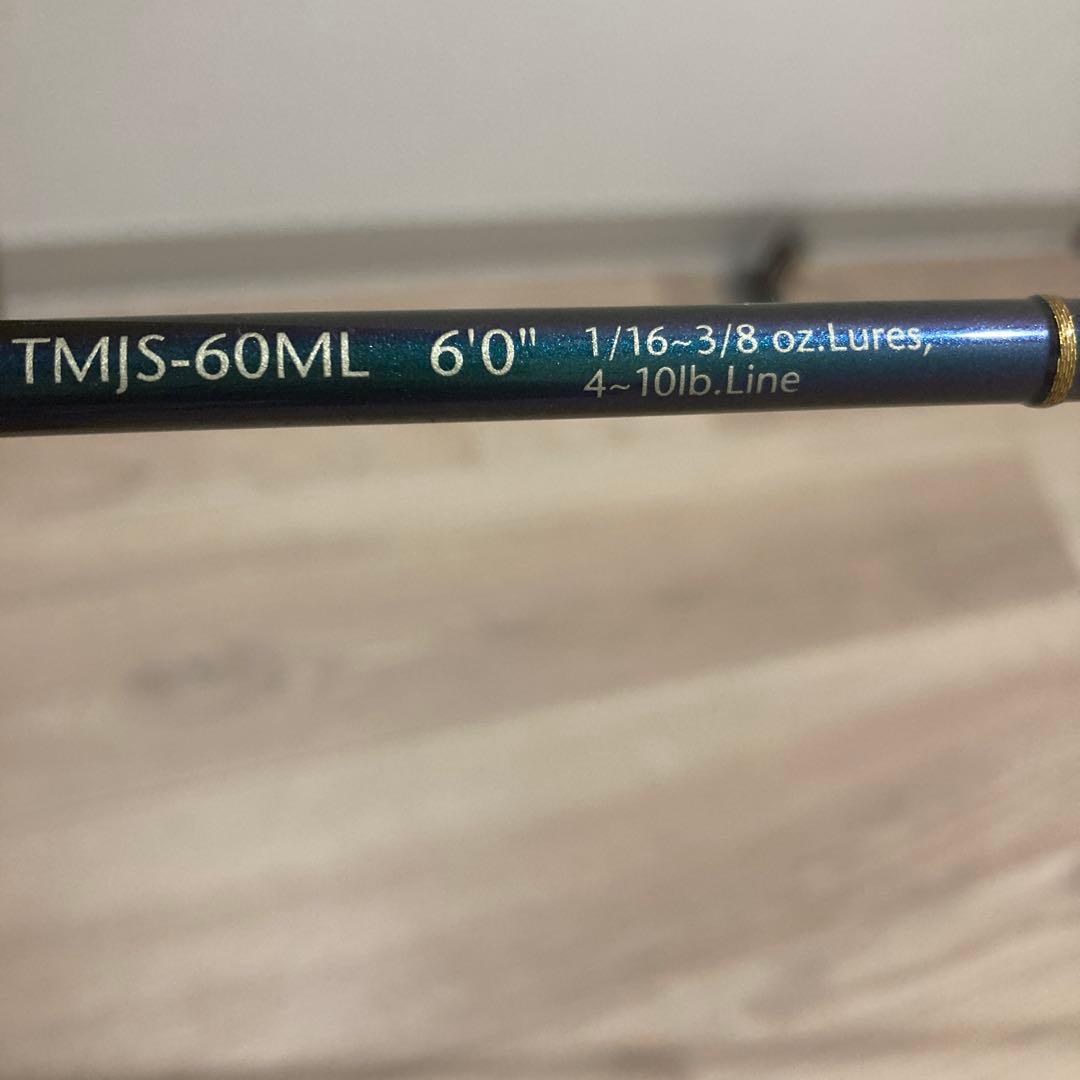 TMJS-60ML 6'0" 1/16~3/8 oz.Lures,
4~10lb.Line